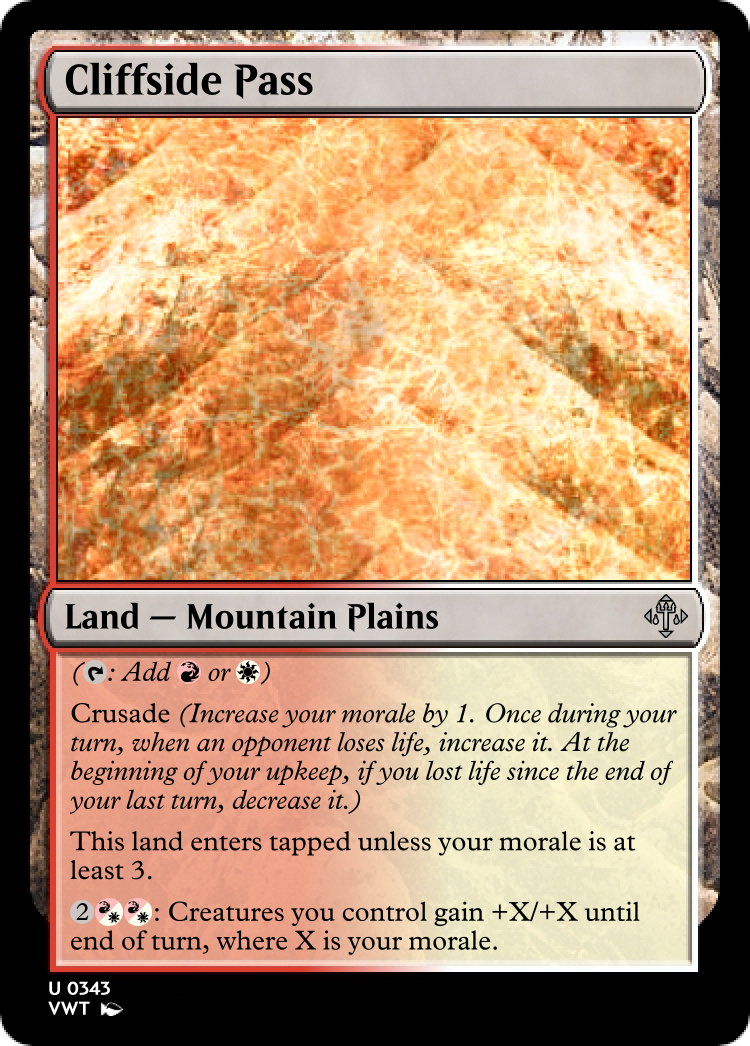 Cliffside Pass
Land — Mountain Plains
(: Add or )
Crusade (Increase your morale by 1. Once during your
turn, when an opponent loses life, increase it. At the
beginning of your upkeep, if you lost life since the end of
your last turn, decrease it.)
This land enters tapped unless your morale is at
least 3.
2: Creatures you control gain +X/+X until
end of turn, where X is your morale.
U 0343
VWT